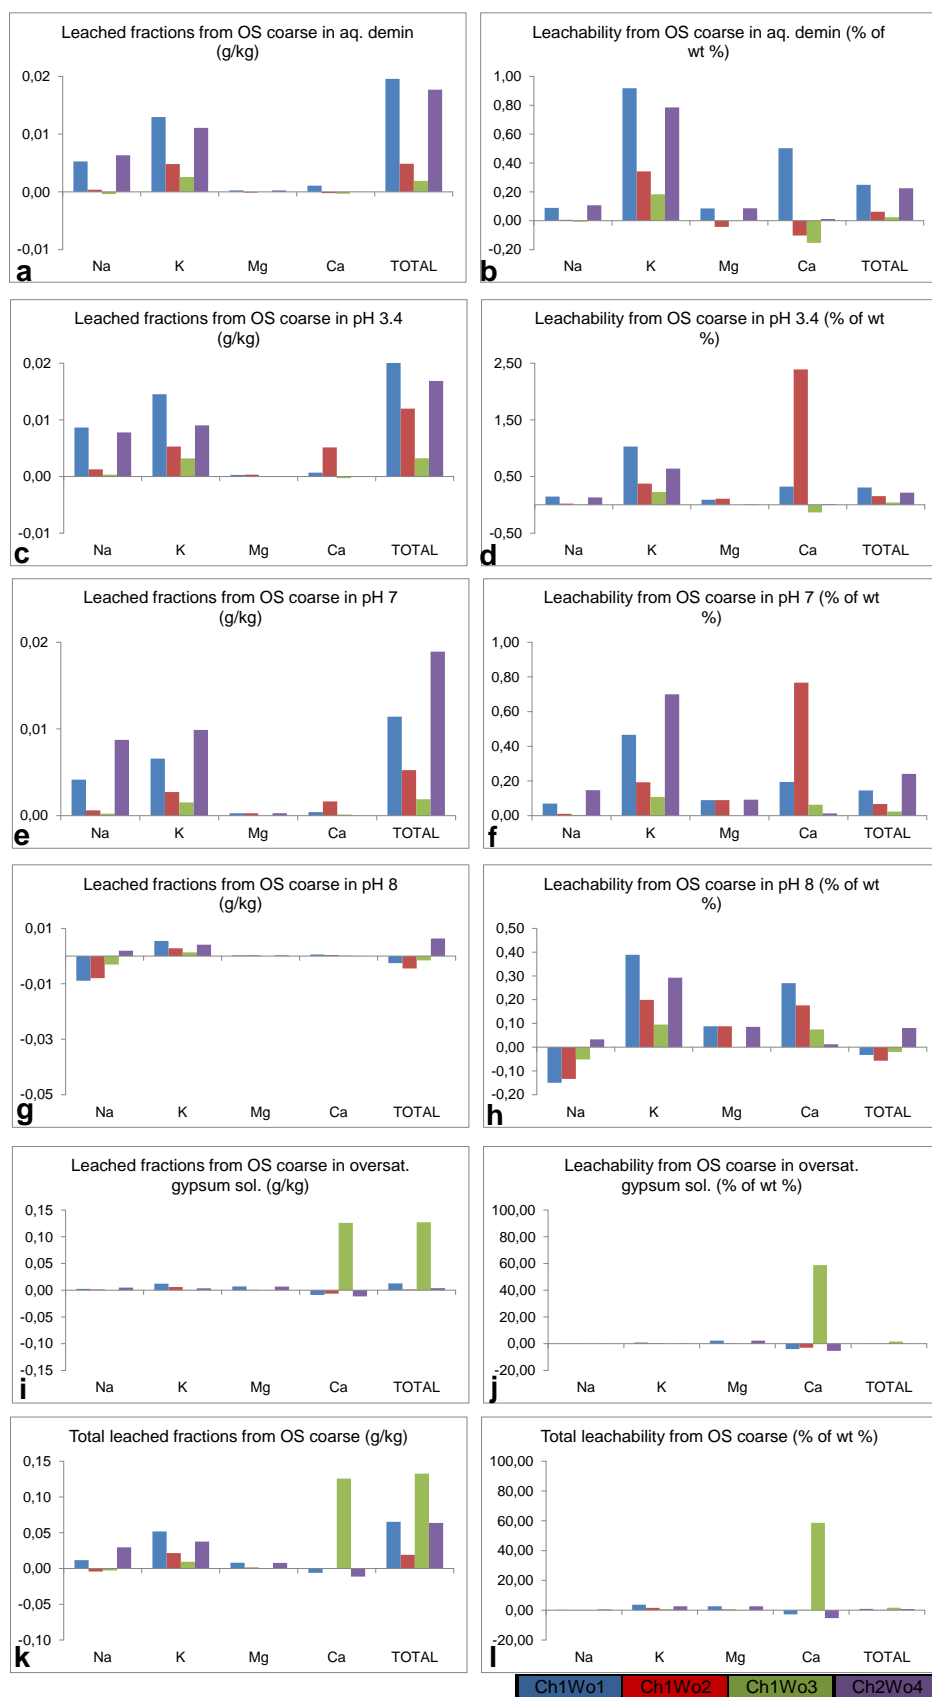 Leached fractions from OS coarse in aq. demin
(g/kg)
0,02
0,01
0,00
-0,01
Na K Mg Ca TOTAL
a
Leachability from OS coarse in aq. demin (% of
wt %)
1,00
0,80
0,60
0,40
0,20
0,00
-0,20
Na K Mg Ca TOTAL
b
Leached fractions from OS coarse in pH 3.4
(g/kg)
0,02
0,01
0,00
-0,01
Na K Mg Ca TOTAL
c
Leachability from OS coarse in pH 3.4 (% of wt
%)
2,50
1,50
0,50
-0,50
Na K Mg Ca TOTAL
d
Leached fractions from OS coarse in pH 7
(g/kg)
0,02
0,01
0,00
Na K Mg Ca TOTAL
e
Leachability from OS coarse in pH 7 (% of wt
%)
1,00
0,80
0,60
0,40
0,20
0,00
Na K Mg Ca TOTAL
f
Leached fractions from OS coarse in pH 8
(g/kg)
0,01
-0,01
-0,03
-0,05
Na K Mg Ca TOTAL
g
Leachability from OS coarse in pH 8 (% of wt
%)
0,50
0,40
0,30
0,20
0,10
0,00
-0,10
-0,20
Na K Mg Ca TOTAL
h
Leached fractions from OS coarse in oversat.
gypsum sol. (g/kg)
0,15
0,10
0,05
0,00
-0,05
-0,10
-0,15
Na K Mg Ca TOTAL
i
Leachability from OS coarse in oversat.
gypsum sol. (% of wt %)
100,00
80,00
60,00
40,00
20,00
0,00
-20,00
Na K Mg Ca TOTAL
j
Total leached fractions from OS coarse (g/kg)
0,15
0,10
0,05
0,00
-0,05
-0,10
Na K Mg Ca TOTAL
k
Total leachability from OS coarse (% of wt %)
100,00
80,00
60,00
40,00
20,00
0,00
-20,00
Na K Mg Ca TOTAL
l
Ch1Wo1 Ch1Wo2 Ch1Wo3 Ch2Wo4